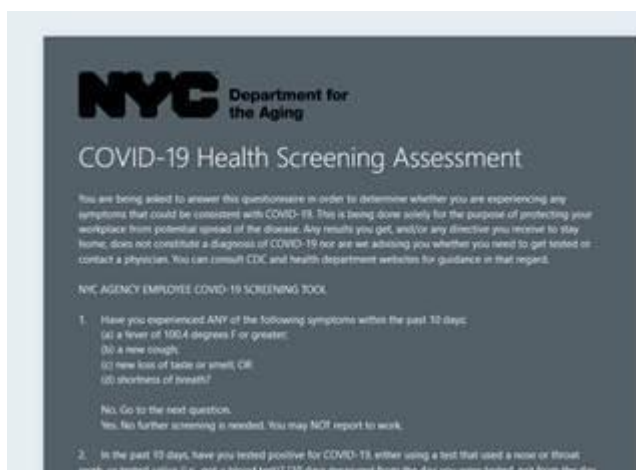 NYC Department for
the Aging
COVID-19 Health Screening Assessment
You are being asked to answer this questionnaire in order to determine whether you are experiencing any
symptoms that could be consistent with COVID-19. This is being done solely for the purpose of protecting your
workplace from potential spread of the disease. Any results you get, and/or any directive you receive to stay
home, does not constitute a diagnosis of COVID-19 nor are we advising you whether you need to get tested or
contact a physician. You can consult CDC and health department websites for guidance in that regard.
NYC AGENCY EMPLOYEE COVID-19 SCREENING TOOL
1. Have you experienced ANY of the following symptoms within the past 10 days:
(a) a fever of 100.4 degrees F or greater;
(b) a new cough;
(c) new loss of taste or smell; OR
(d) shortness of breath?
No. Go to the next question.
Yes. No further screening is needed. You may NOT report to work.
2. In the past 10 days, have you tested positive for COVID-19, either using a test that used a nose or throat